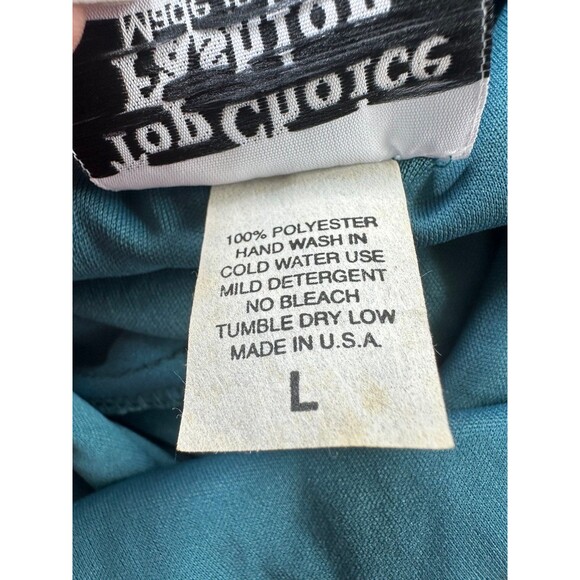 Made in
Fashion
Top Choice
100% POLYESTER
HAND WASH IN
COLD WATER USE
MILD DETERGENT
NO BLEACH
TUMBLE DRY LOW
MADE IN U.S.A.
L